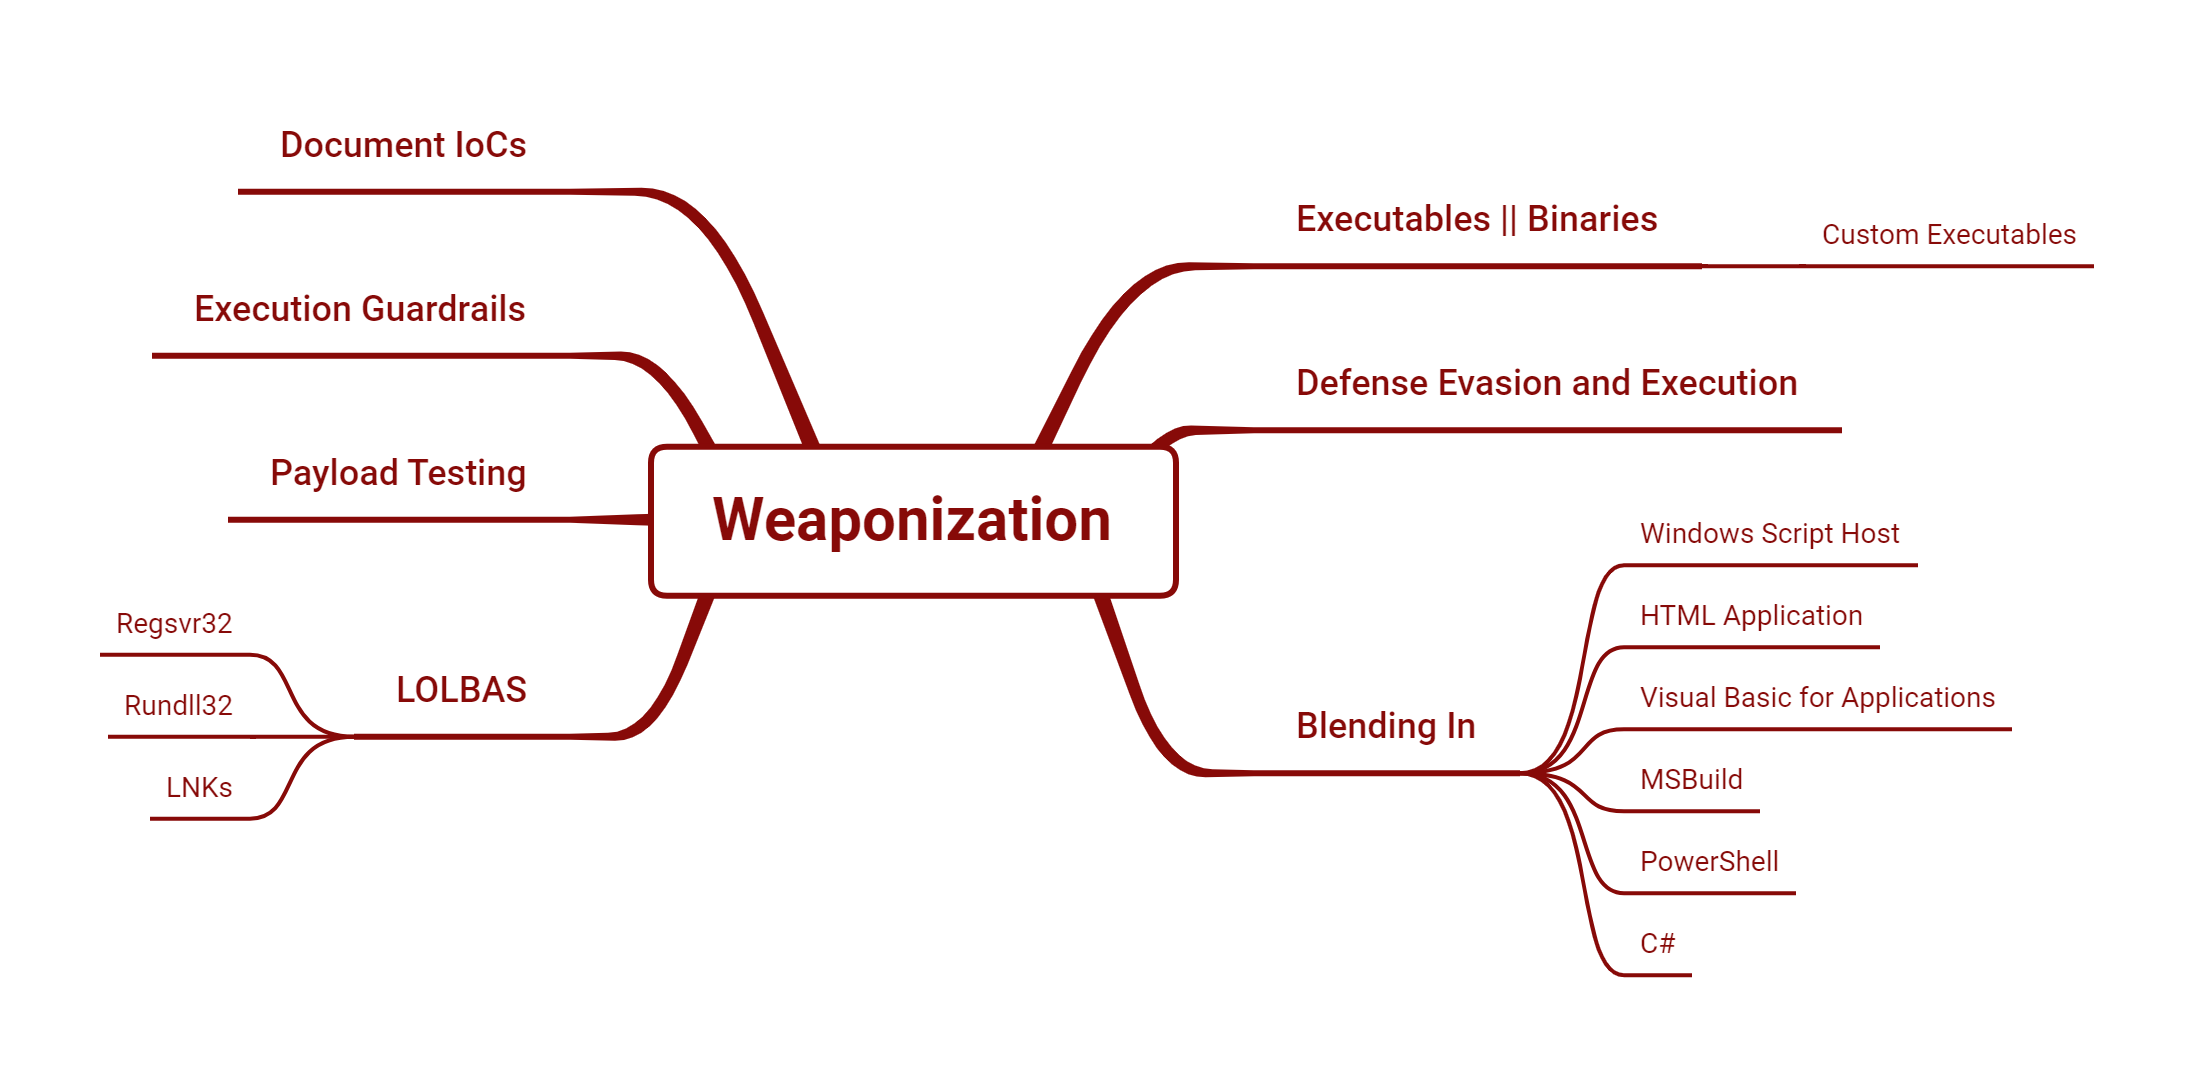 Weaponization
Document IoCs
Execution Guardrails
Payload Testing
LOLBAS
Regsvr32
Rundll32
LNKs
Executables || Binaries
Custom Executables
Defense Evasion and Execution
Blending In
Windows Script Host
HTML Application
Visual Basic for Applications
MSBuild
PowerShell
C#